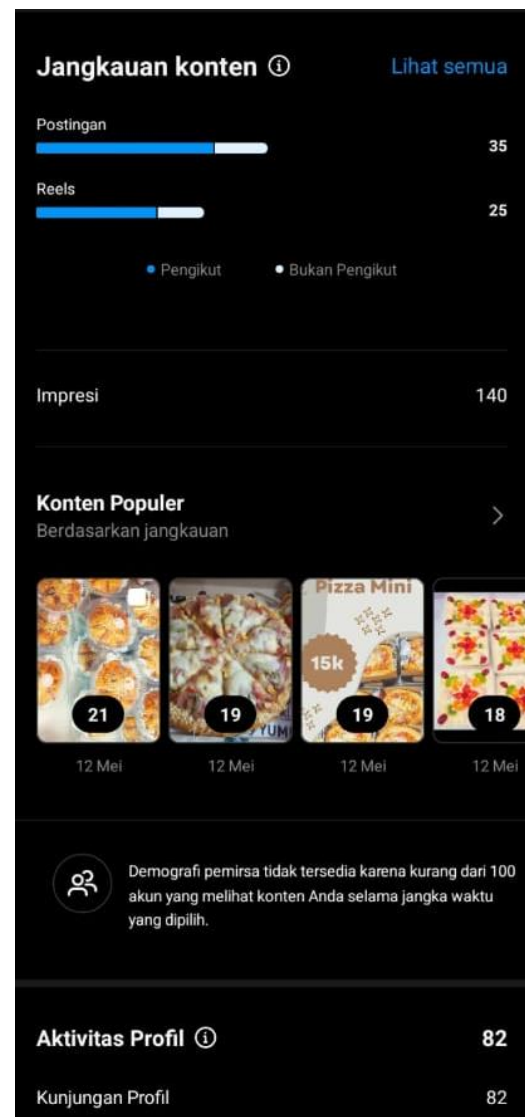 Jangkauan konten
Lihat semua
Postingan
35
Reels
25
Pengikut
Bukan Pengikut
Impresi
140
Konten Populer
Berdasarkan jangkauan
Pizza Mini
15k
YUM
21
19
19
18
12 Mei
12 Mei
12 Mei
12 Mei
Demografi pemirsa tidak tersedia karena kurang dari 100
akun yang melihat konten Anda selama jangka waktu
yang dipilih.
Aktivitas Profil
82
Kunjungan Profil
82